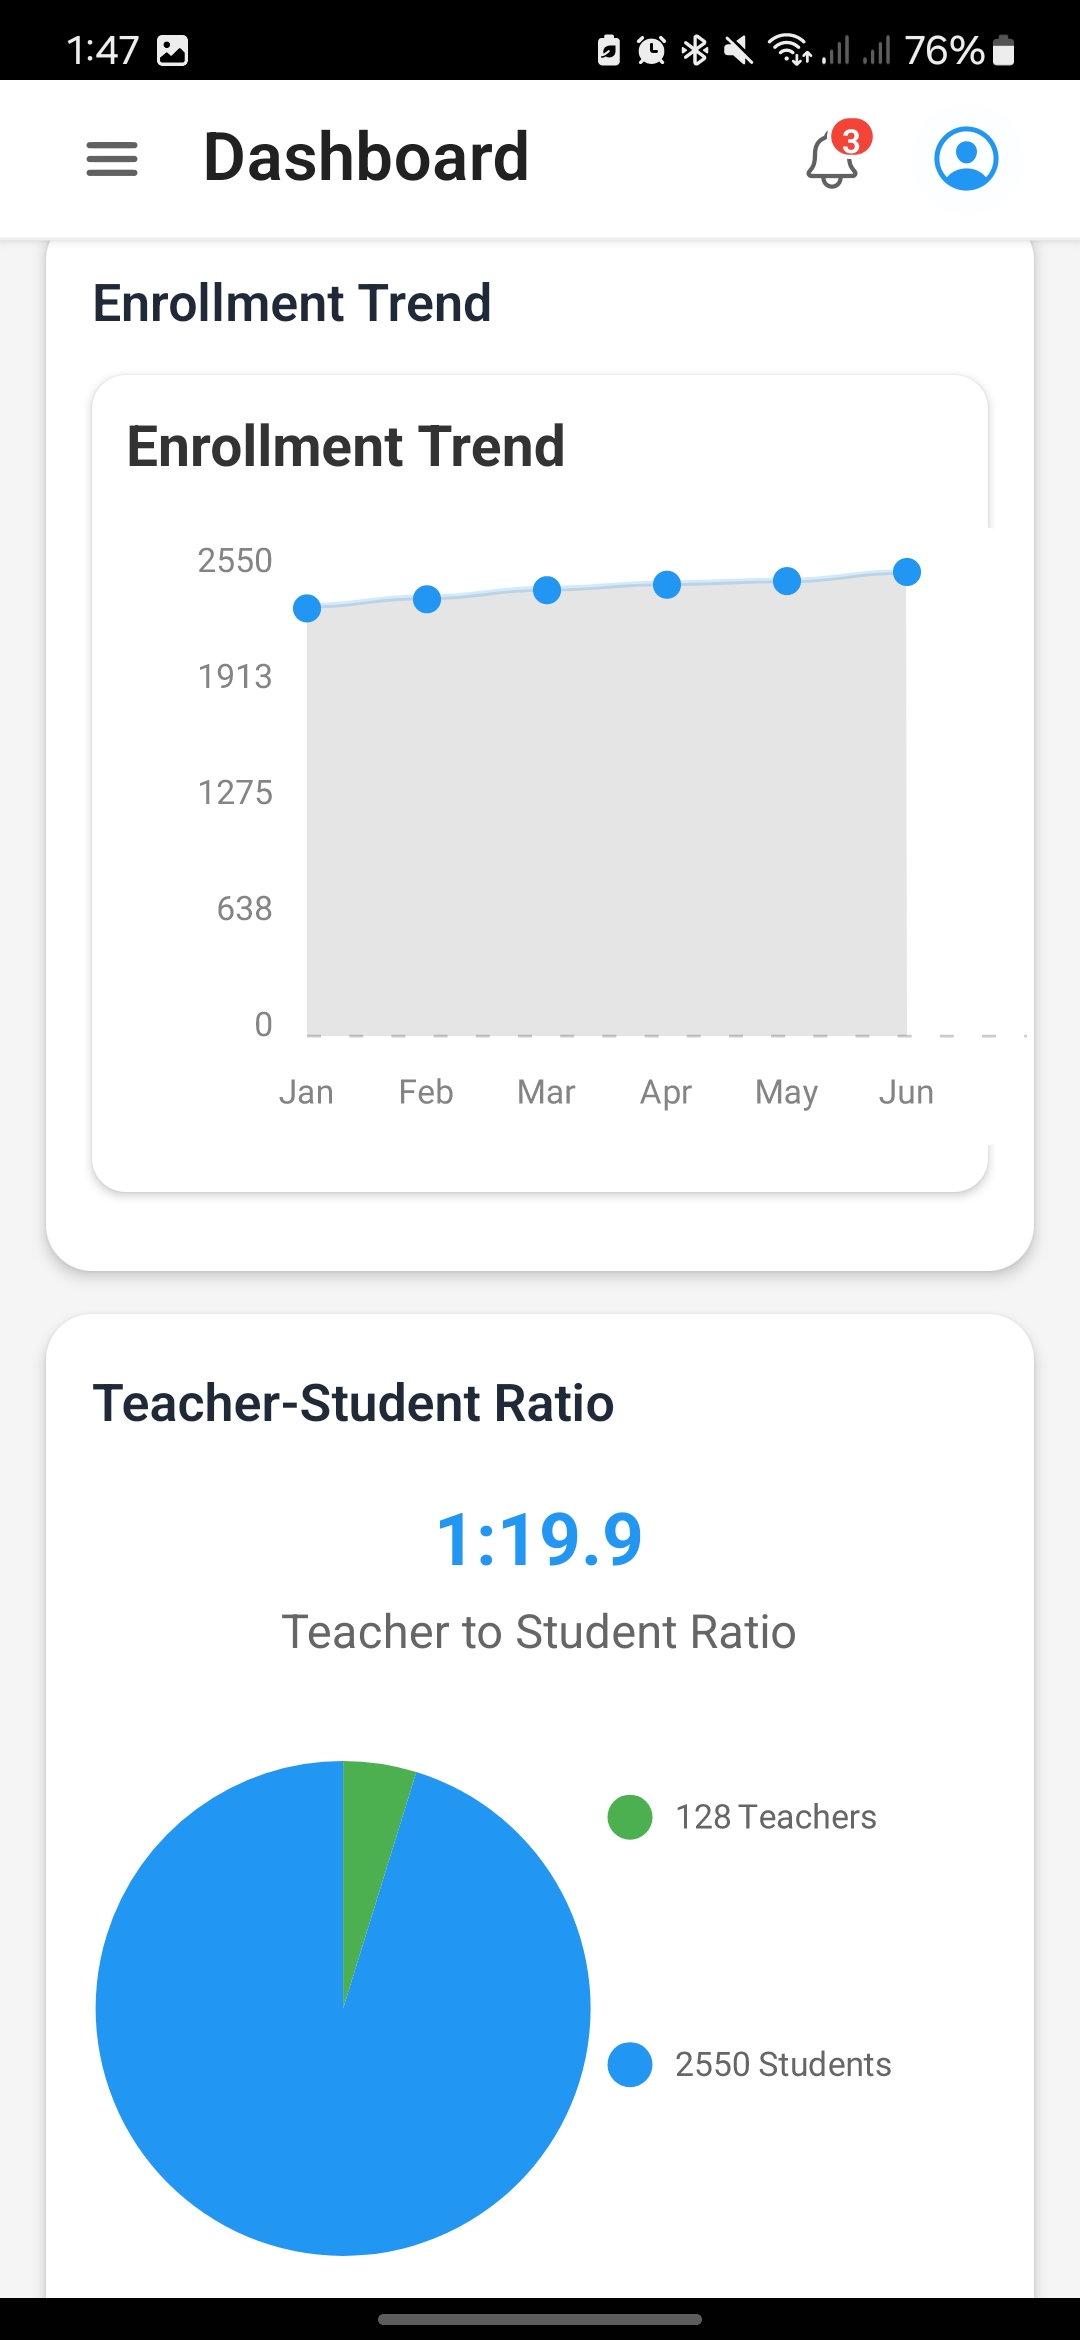 1:47 76%
Dashboard 3
Enrollment Trend
Enrollment Trend
2550
1913
1275
638
0
Jan Feb Mar Apr May Jun
Teacher-Student Ratio
1:19.9
Teacher to Student Ratio
128 Teachers
2550 Students